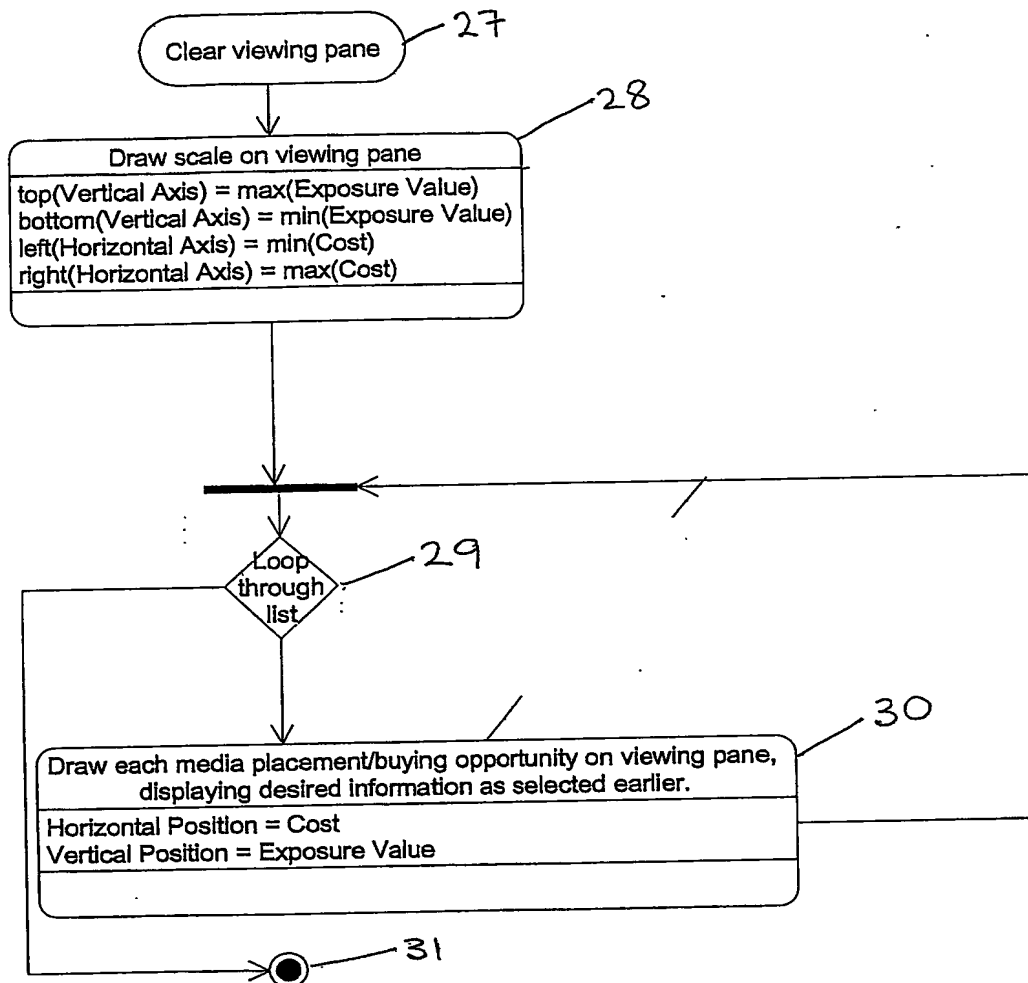 27
Clear viewing pane
28
Draw scale on viewing pane
top(Vertical Axis) = max(Exposure Value)
bottom(Vertical Axis) = min(Exposure Value)
left(Horizontal Axis) = min(Cost)
right(Horizontal Axis) = max(Cost)
Loop
through
list
29
30
Draw each media placement/buying opportunity on viewing pane,
displaying desired information as selected earlier.
Horizontal Position = Cost
Vertical Position = Exposure Value
31